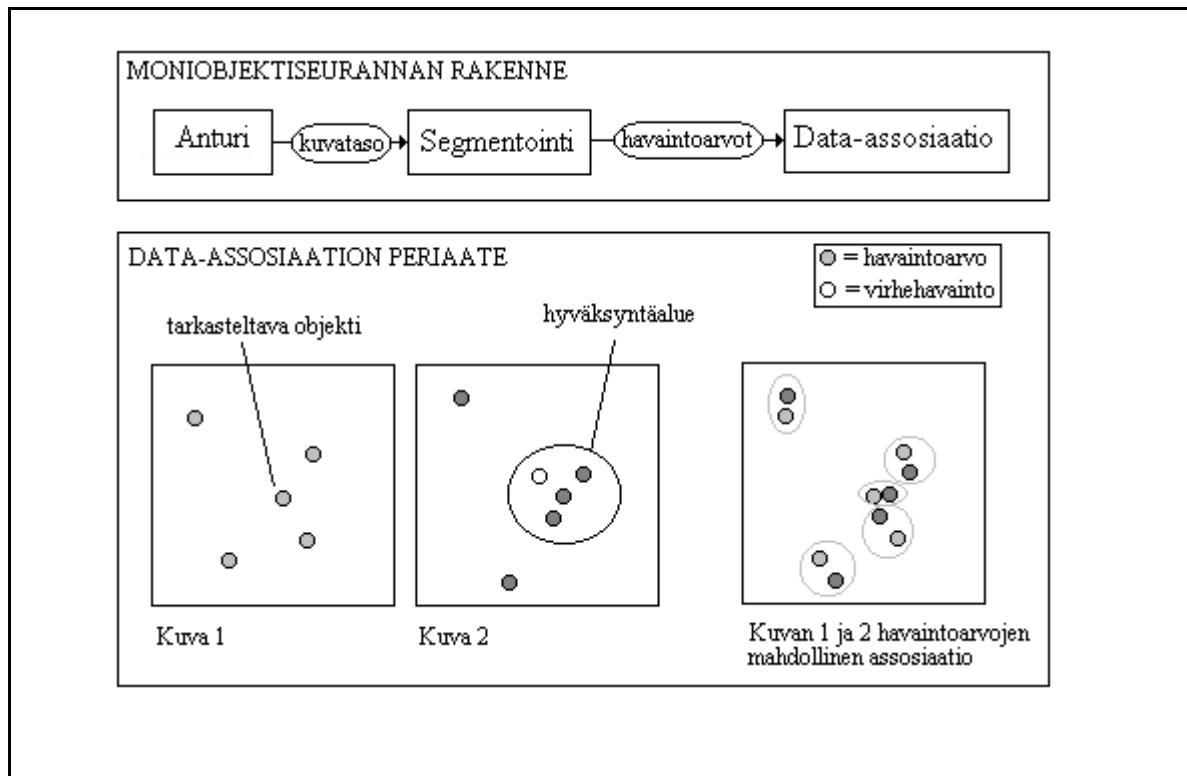 MONIOBJEKTISEURANNAN RAKENNE
Anturi
kuvataso
Segmentointi
havaintoarvot
Data-assosiaatio
DATA-ASSOSIAATION PERIAATE
= havaintoarvo
= virhehavainto
tarkasteltava objekti
hyväksyntäalue
Kuva 1
Kuva 2
Kuvan 1 ja 2 havaintoarvojen
mahdollinen assosiaatio